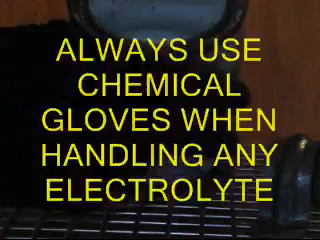 ALWAYS USE
CHEMICAL
GLOVES WHEN
HANDLING ANY
ELECTROLYTE